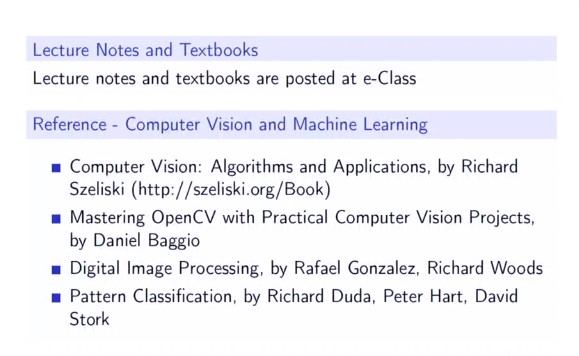 Lecture Notes and Textbooks
Lecture notes and textbooks are posted at e-Class
Reference - Computer Vision and Machine Learning
Computer Vision: Algorithms and Applications, by Richard
Szeliski (http://szeliski.org/Book)
Mastering OpenCV with Practical Computer Vision Projects,
by Daniel Baggio
Digital Image Processing, by Rafael Gonzalez, Richard Woods
Pattern Classification, by Richard Duda, Peter Hart, David
Stork